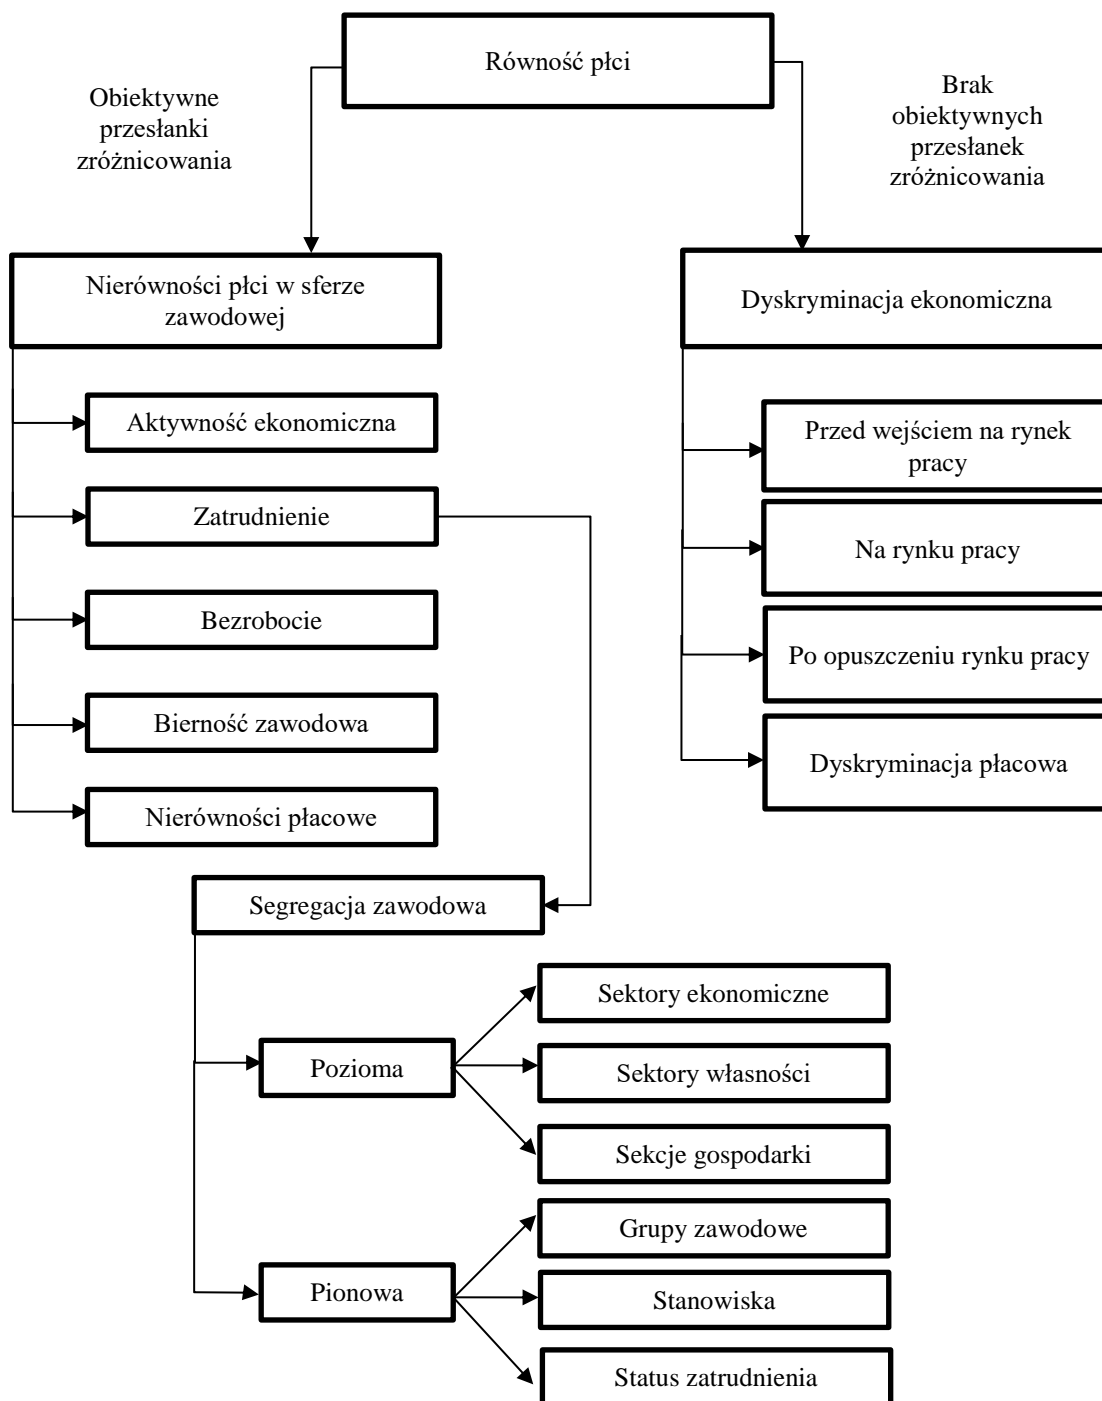 Równość płci
Obiektywne
przesłanki
zróżnicowania
Brak
obiektywnych
przesłanek
zróżnicowania
Nierówności płci w sferze
zawodowej
Aktywność ekonomiczna
Zatrudnienie
Bezrobocie
Bierność zawodowa
Nierówności płacowe
Dyskryminacja ekonomiczna
Przed wejściem na rynek
pracy
Na rynku pracy
Po opuszczeniu rynku pracy
Dyskryminacja płacowa
Segregacja zawodowa
Pozioma
Sektory ekonomiczne
Sektory własności
Sekcje gospodarki
Pionowa
Grupy zawodowe
Stanowiska
Status zatrudnienia